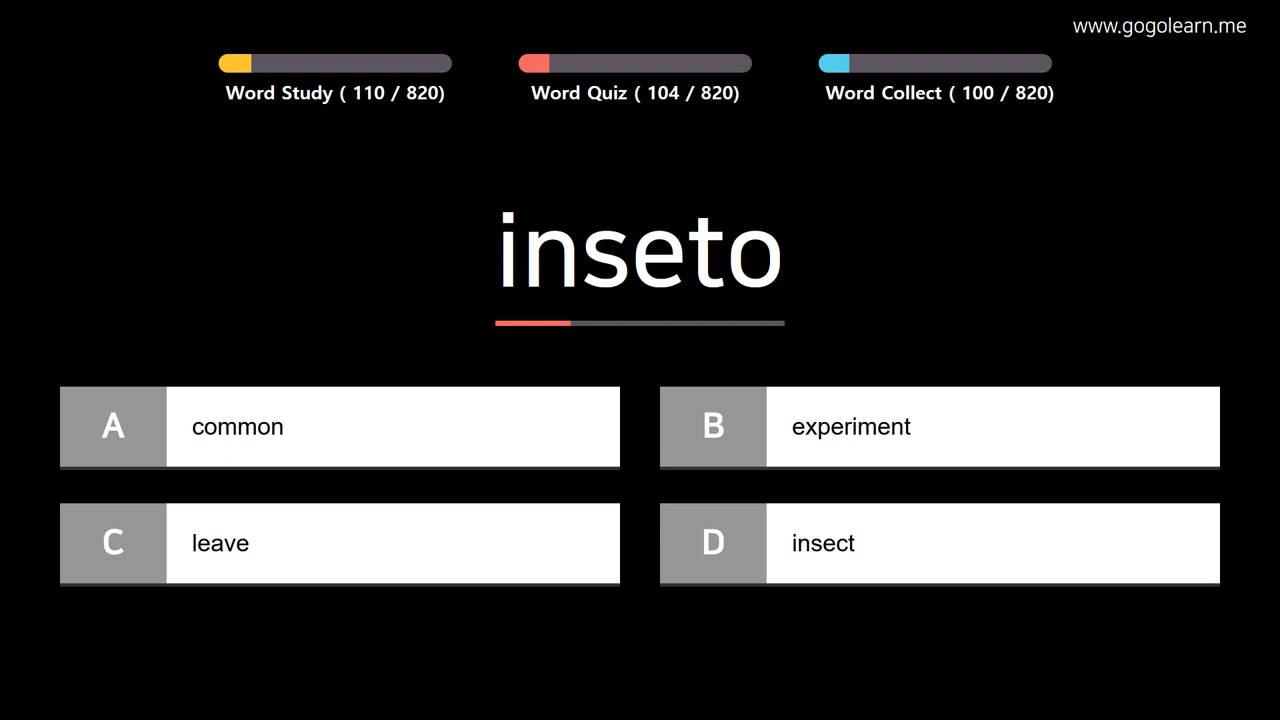 www.gogolearn.me
Word Study ( 110 / 820)
Word Quiz ( 104 / 820)
Word Collect ( 100 / 820)
inseto
A common
B experiment
C leave
D insect